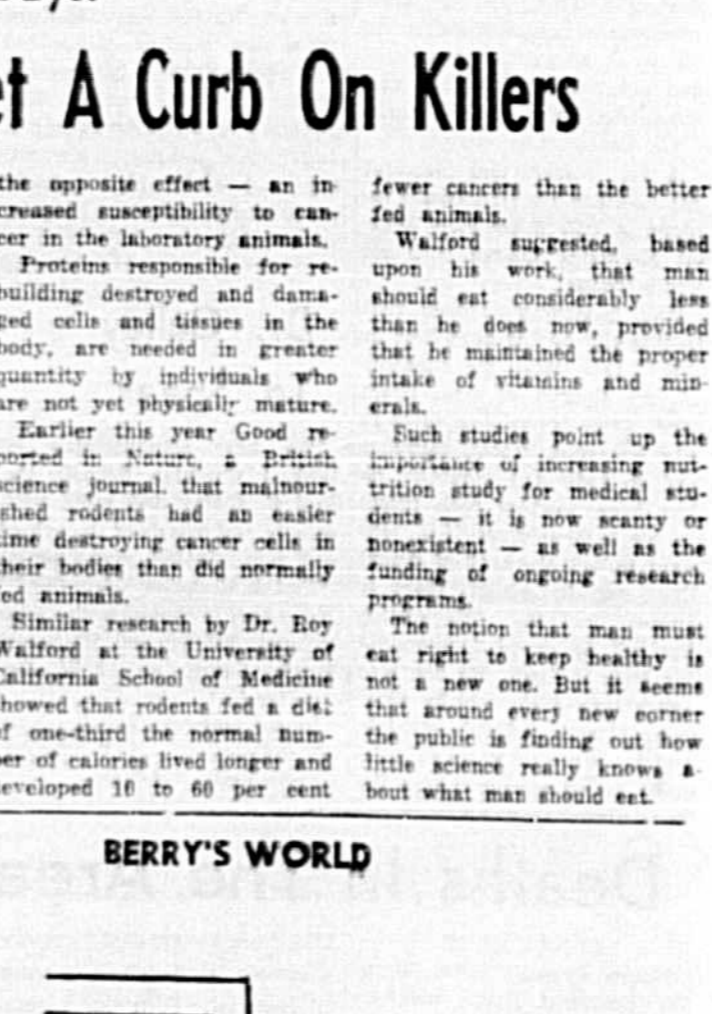 et A Curb On Killers
the opposite effect — an in-
creased susceptibility to can-
cer in the laboratory animals.
Proteins responsible for re-
building destroyed and dama-
ged cells and tissues in the
body, are needed in greater
quantity by individuals who
are not yet physically mature.
Earlier this year Good re-
ported in Nature, a British
science journal, that malnour-
ished rodents had an easier
time destroying cancer cells in
their bodies than did normally
fed animals.
Similar research by Dr. Roy
Walford at the University of
California School of Medicine
showed that rodents fed a diet
of one-third the normal num-
ber of calories lived longer and
developed 10 to 60 per cent
fewer cancers than the better
fed animals.
Walford suggested, based
upon his work, that man
should eat considerably less
than he does now, provided
that he maintained the proper
intake of vitamins and min-
erals.
Such studies point up the
importance of increasing nut-
trition study for medical stu-
dents — it is now scanty or
nonexistent — as well as the
funding of ongoing research
programs.
The notion that man must
eat right to keep healthy is
not a new one. But it seems
that around every new corner
the public is finding out how
little science really knows a-
bout what man should eat.
BERRY'S WORLD